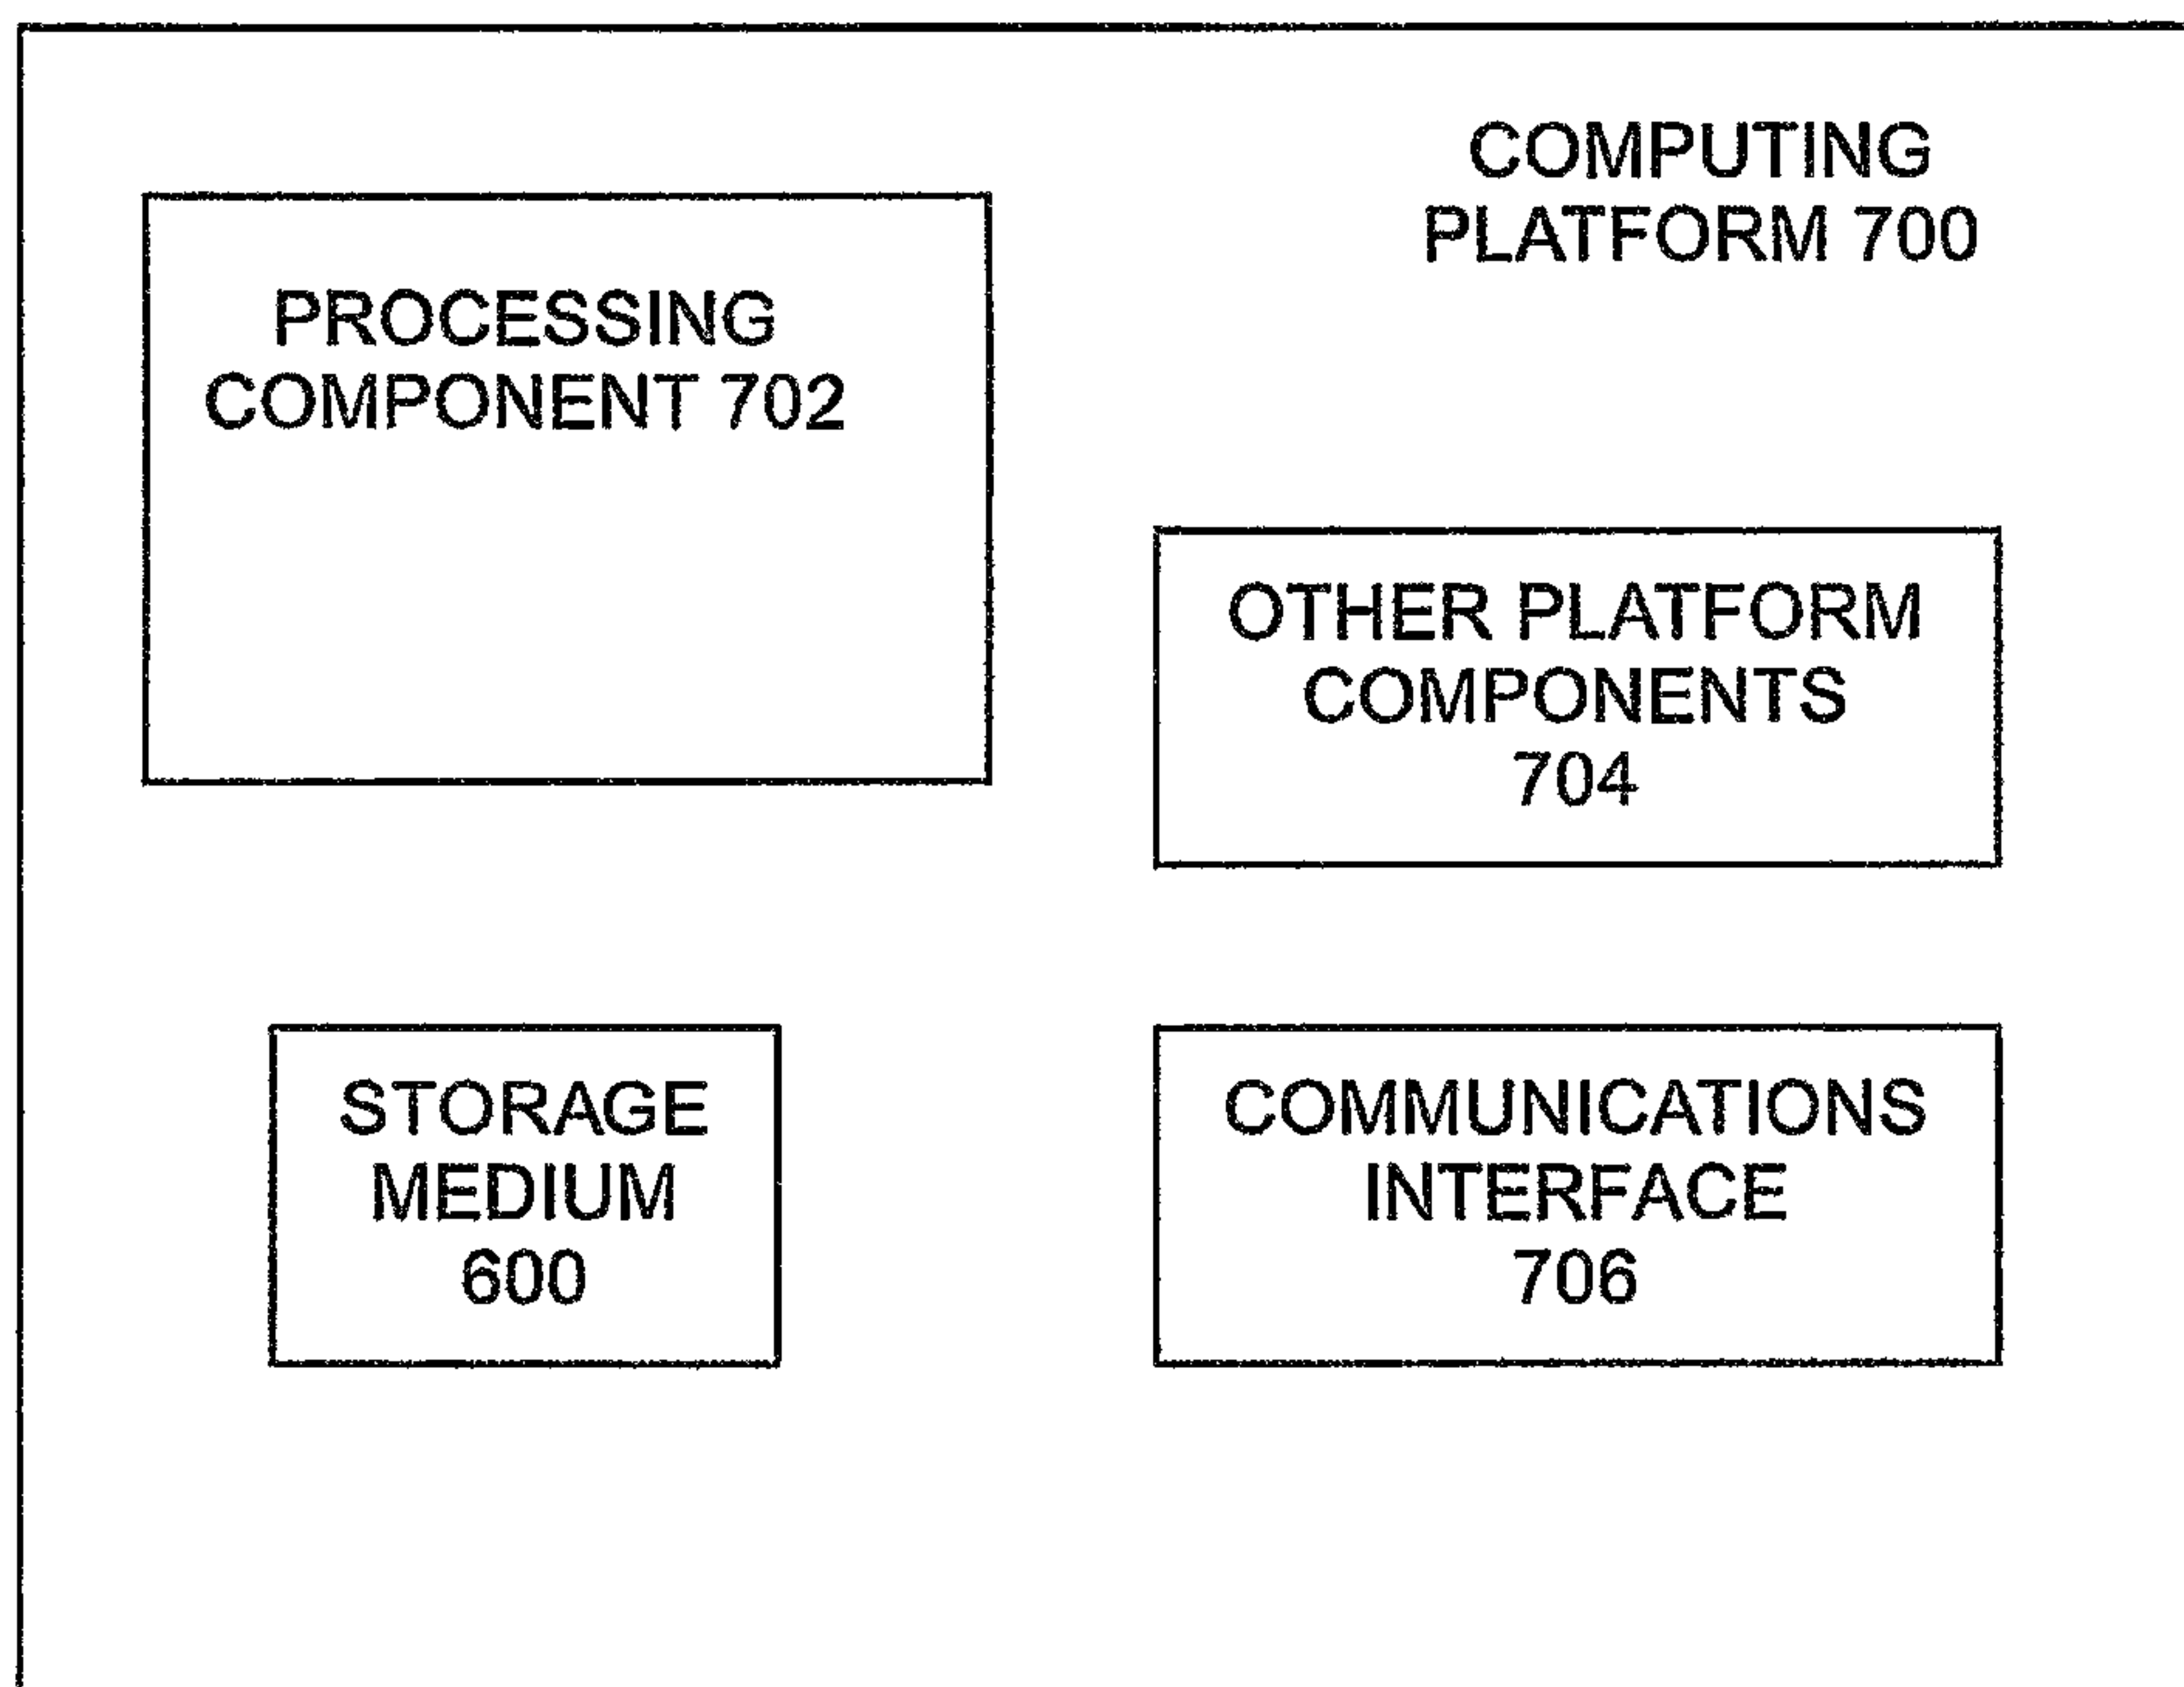 COMPUTING
PLATFORM 700
PROCESSING
COMPONENT 702
OTHER PLATFORM
COMPONENTS
704
STORAGE
MEDIUM
600
COMMUNICATIONS
INTERFACE
706